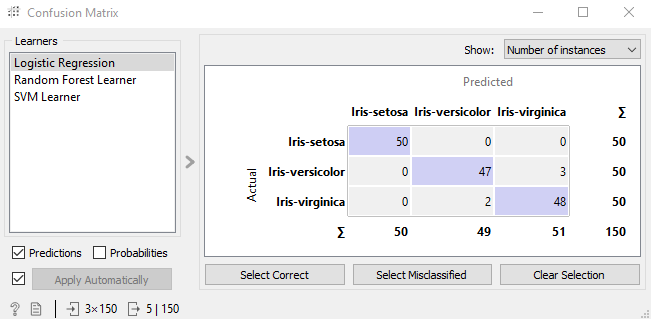 Confusion Matrix
Learners
Logistic Regression
Random Forest Learner
SVM Learner
Predictions
Probabilities
Apply Automatically
Show: Number of instances
Predicted
Iris-setosa Iris-versicolor Iris-virginica Σ
Actual
Iris-setosa 50 0 0 50
Iris-versicolor 0 47 3 50
Iris-virginica 0 2 48 50
Σ 50 49 51 150
Select Correct
Select Misclassified
Clear Selection
? 3×150 5 | 150